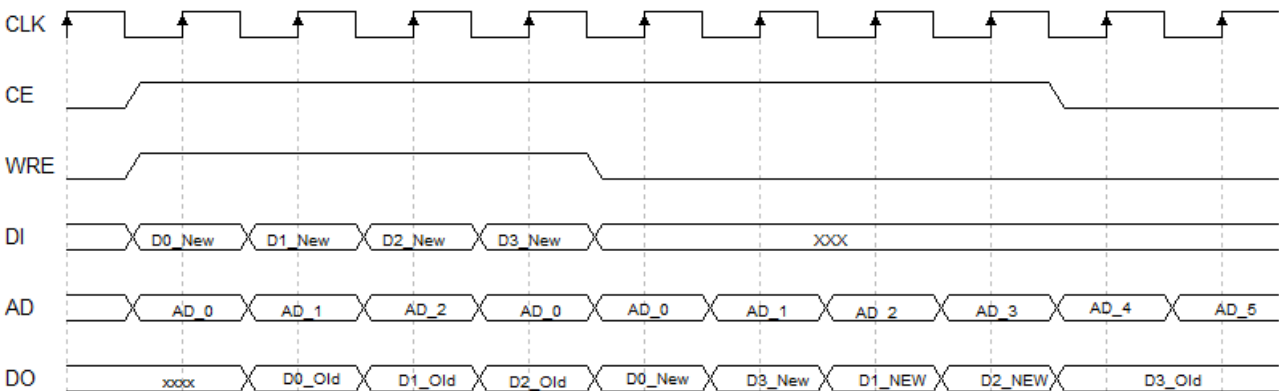 CLK
CE
WRE
DI D0_New D1_New D2_New D3_New XXX
AD AD_0 AD_1 AD_2 AD_0 AD_0 AD_1 AD_2 AD_3 AD_4 AD_5
DO xxxx D0_Old D1_Old D2_Old D0_New D3_New D1_NEW D2_NEW D3_Old